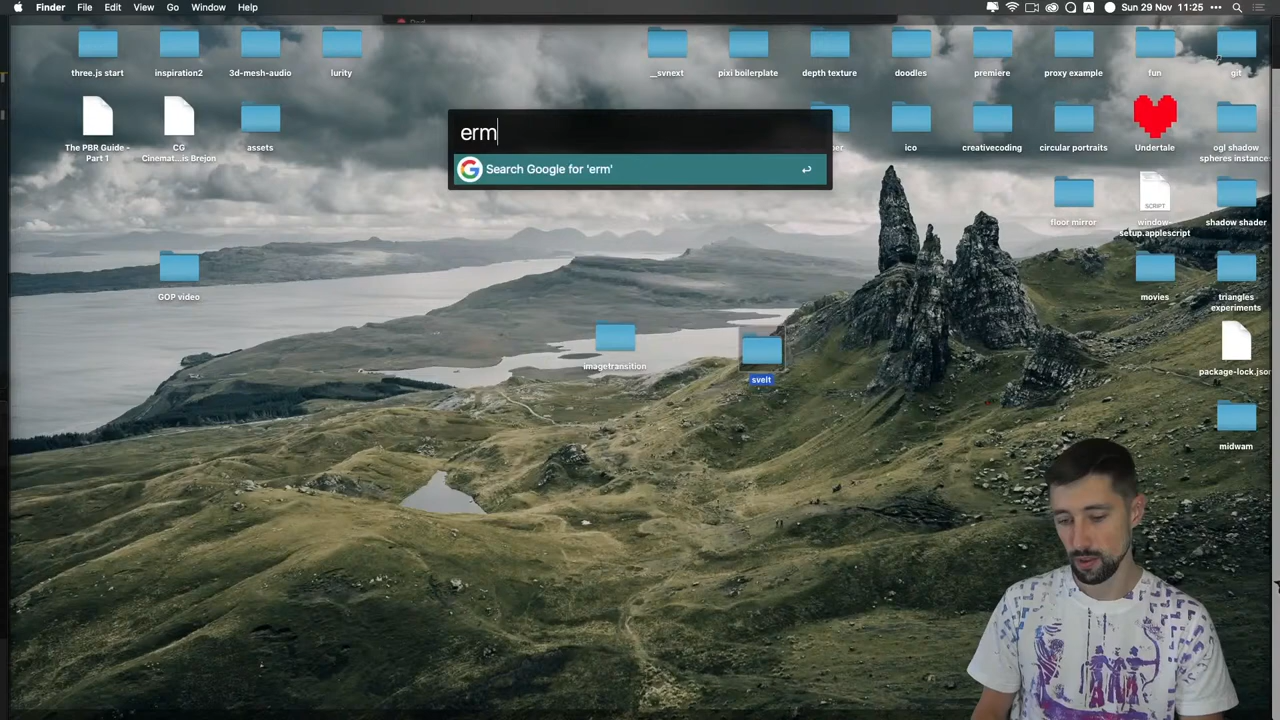 Finder File Edit View Go Window Help
A Sun 29 Nov 11:25
three.js start
inspiration2
3d-mesh-audio
lurity
__svnext
pixi boilerplate
depth texture
doodles
premiere
proxy example
fun
git
erm
Search Google for 'erm'
The PBR Guide -
Part 1
CG
Cinemat...is Brejon
assets
ico
creativecoding
circular portraits
Undertale
ogl shadow
spheres instance
floor mirror
SCRIPT
window-
setup.applescript
shadow shader
GOP video
movies
triangles
experiments
imagetransition
svelt
package-lock.json
midwam